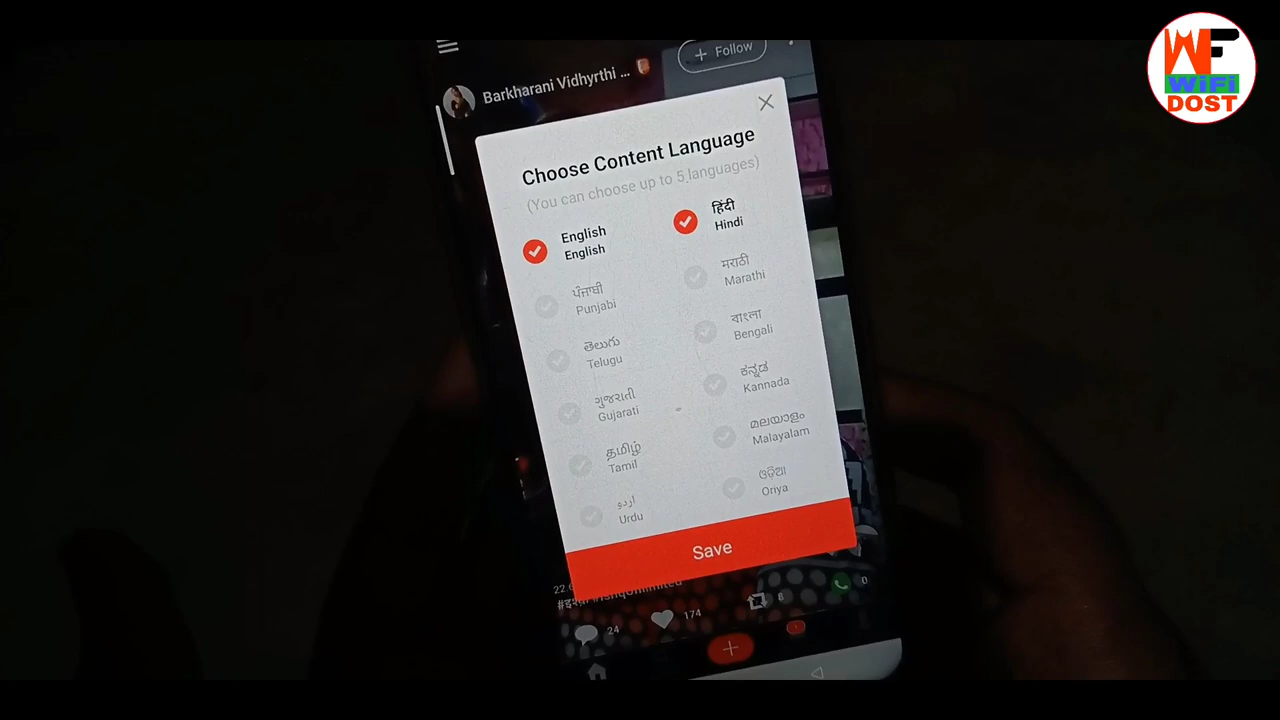 WF
WiFi
DOST
+ Follow
Barkharani Vidhyrthi ...
Choose Content Language
(You can choose up to 5 languages)
English
English
हिंदी
Hindi
ਪੰਜਾਬੀ
Punjabi
मराठी
Marathi
తెలుగు
Telugu
বাংলা
Bengali
ગુજરાતી
Gujarati
ಕನ್ನಡ
Kannada
தமிழ்
Tamil
മലയാളം
Malayalam
اردو
Urdu
ଓଡ଼ିଆ
Oriya
Save
24
174
8
0